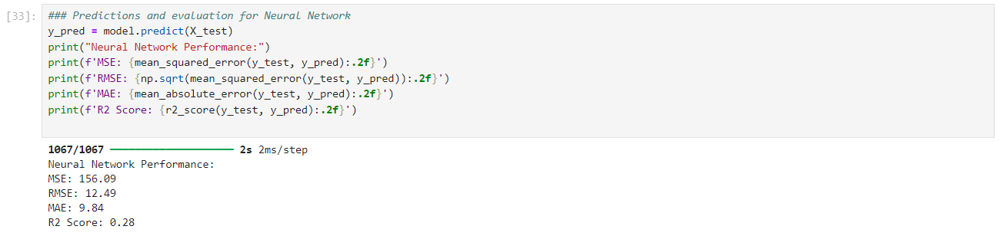 [33]: ### Predictions and evaluation for Neural Network
y_pred = model.predict(X_test)
print("Neural Network Performance:")
print(f'MSE: {mean_squared_error(y_test, y_pred):.2f}')
print(f'RMSE: {np.sqrt(mean_squared_error(y_test, y_pred)):.2f}')
print(f'MAE: {mean_absolute_error(y_test, y_pred):.2f}')
print(f'R2 Score: {r2_score(y_test, y_pred):.2f}')
1067/1067 ━━━━━━━━━━━━━━━━━━━━ 2s 2ms/step
Neural Network Performance:
MSE: 156.09
RMSE: 12.49
MAE: 9.84
R2 Score: 0.28